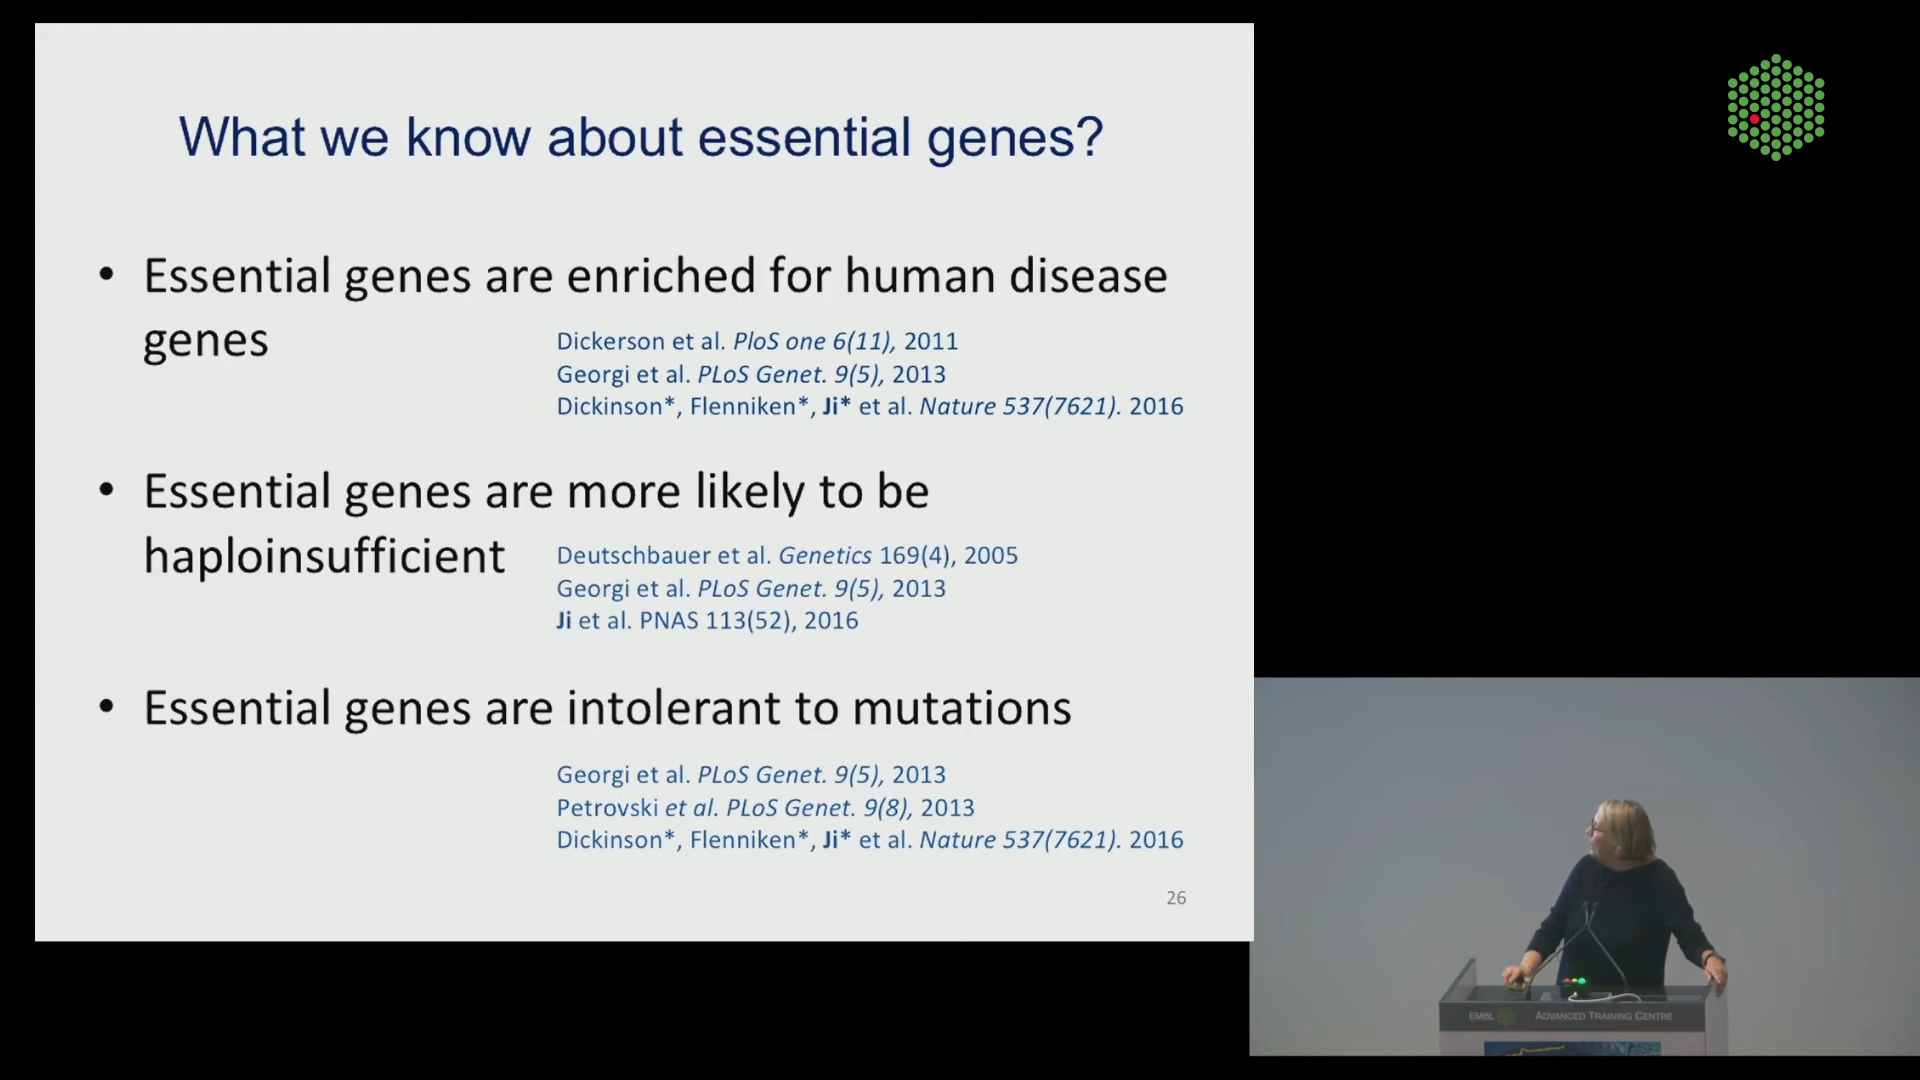 What we know about essential genes?
• Essential genes are enriched for human disease
genes
Dickerson et al. PloS one 6(11), 2011
Georgi et al. PLoS Genet. 9(5), 2013
Dickinson*, Flenniken*, Ji* et al. Nature 537(7621). 2016
• Essential genes are more likely to be
haploinsufficient
Deutschbauer et al. Genetics 169(4), 2005
Georgi et al. PLoS Genet. 9(5), 2013
Ji et al. PNAS 113(52), 2016
• Essential genes are intolerant to mutations
Georgi et al. PLoS Genet. 9(5), 2013
Petrovski et al. PLoS Genet. 9(8), 2013
Dickinson*, Flenniken*, Ji* et al. Nature 537(7621). 2016
26
EMBL ADVANCED TRAINING CENTRE